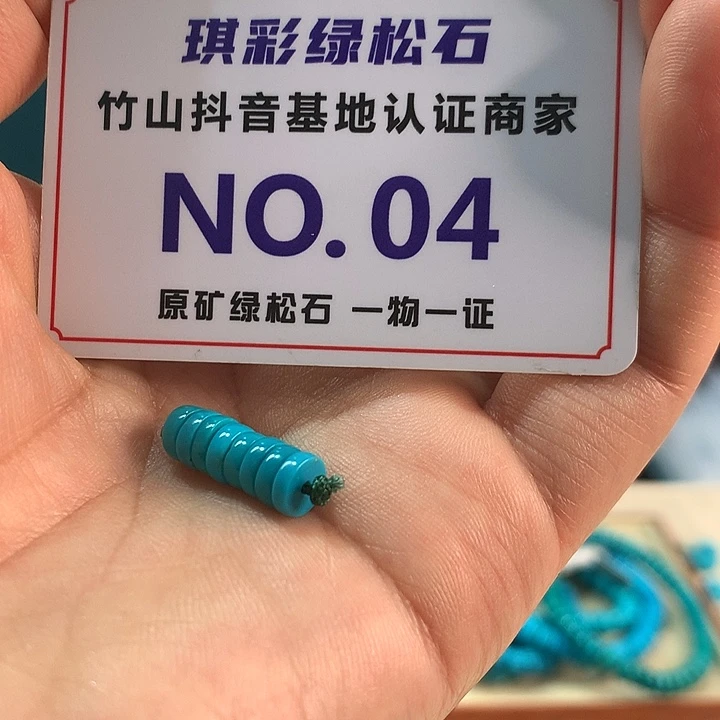 琪彩绿松石
竹山抖音基地认证商家
NO. 04
原矿绿松石 一物一证